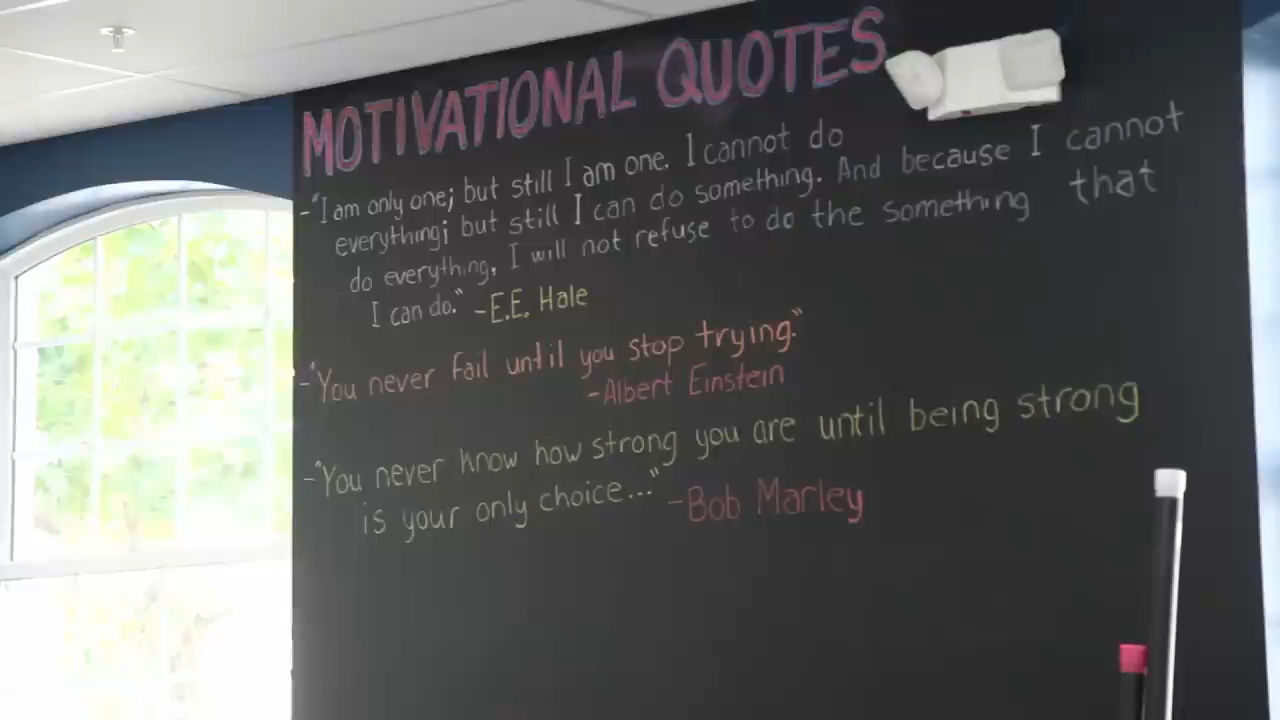 MOTIVATIONAL QUOTES
-"I am only one; but still I am one. I cannot do
everything; but still I can do something. And because I cannot
do everything, I will not refuse to do the something that
I can do." -E.E. Hale
-"You never fail until you stop trying."
-Albert Einstein
-"You never know how strong you are until being strong
is your only choice..." -Bob Marley